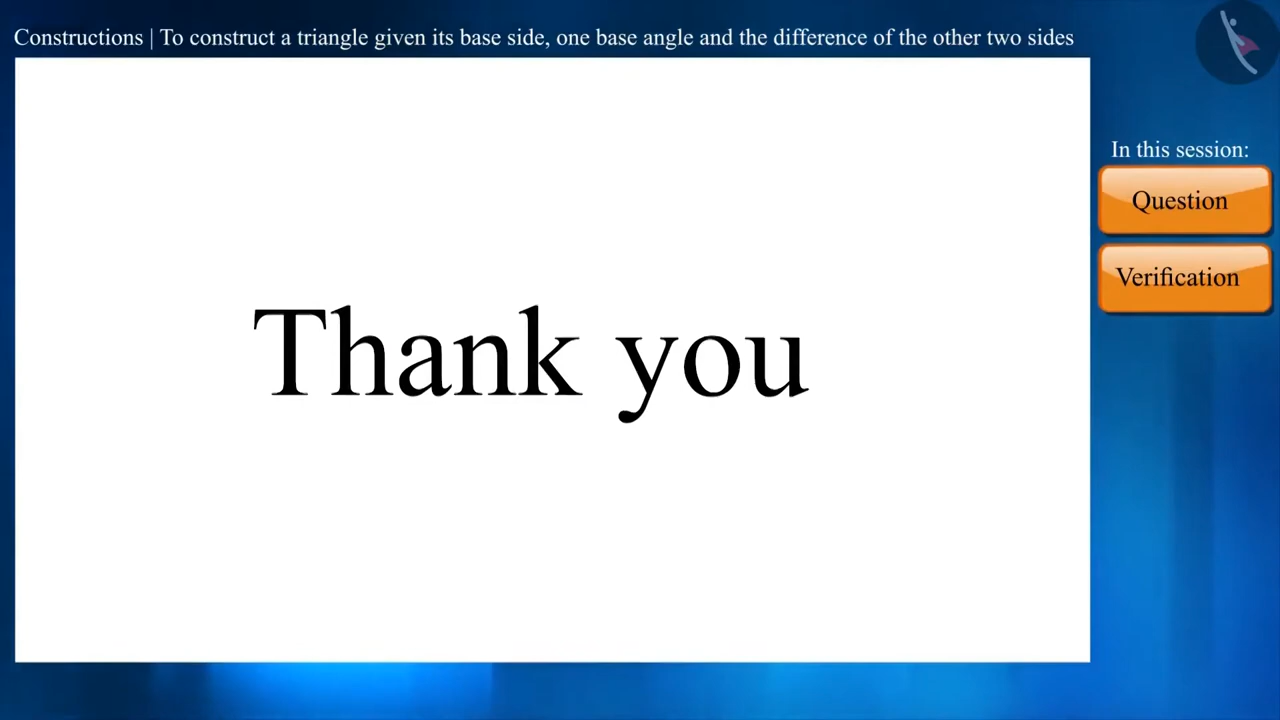 Constructions | To construct a triangle given its base side, one base angle and the difference of the other two sides
In this session:
Question
Verification
Thank you